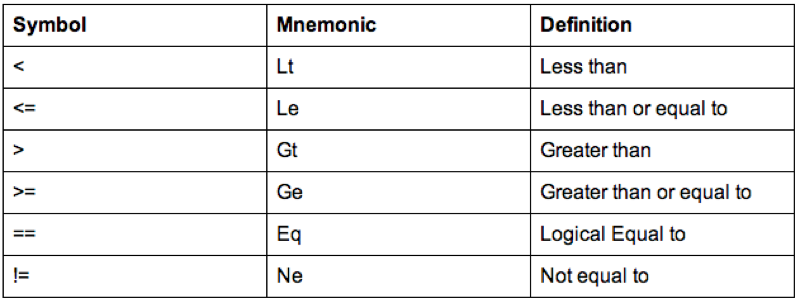 Symbol Mnemonic Definition
< Lt Less than
<= Le Less than or equal to
> Gt Greater than
>= Ge Greater than or equal to
== Eq Logical Equal to
!= Ne Not equal to